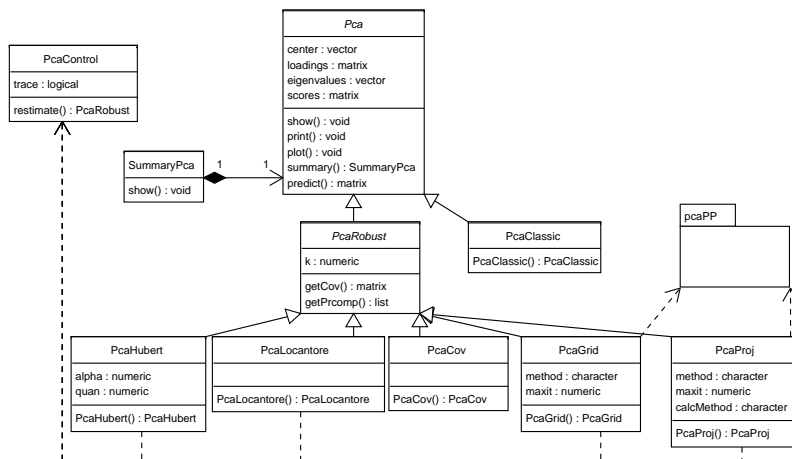 Pca
center : vector
loadings : matrix
eigenvalues : vector
scores : matrix
show() : void
print() : void
plot() : void
summary() : SummaryPca
predict() : matrix
PcaControl
trace : logical
restimate() : PcaRobust
SummaryPca
show() : void
1
1
PcaRobust
k : numeric
getCov() : matrix
getPrcomp() : list
PcaClassic
PcaClassic() : PcaClassic
pcaPP
PcaHubert
alpha : numeric
quan : numeric
PcaHubert() : PcaHubert
PcaLocantore
PcaLocantore() : PcaLocantore
PcaCov
PcaCov() : PcaCov
PcaGrid
method : character
maxit : numeric
PcaGrid() : PcaGrid
PcaProj
method : character
maxit : numeric
calcMethod : character
PcaProj() : PcaProj